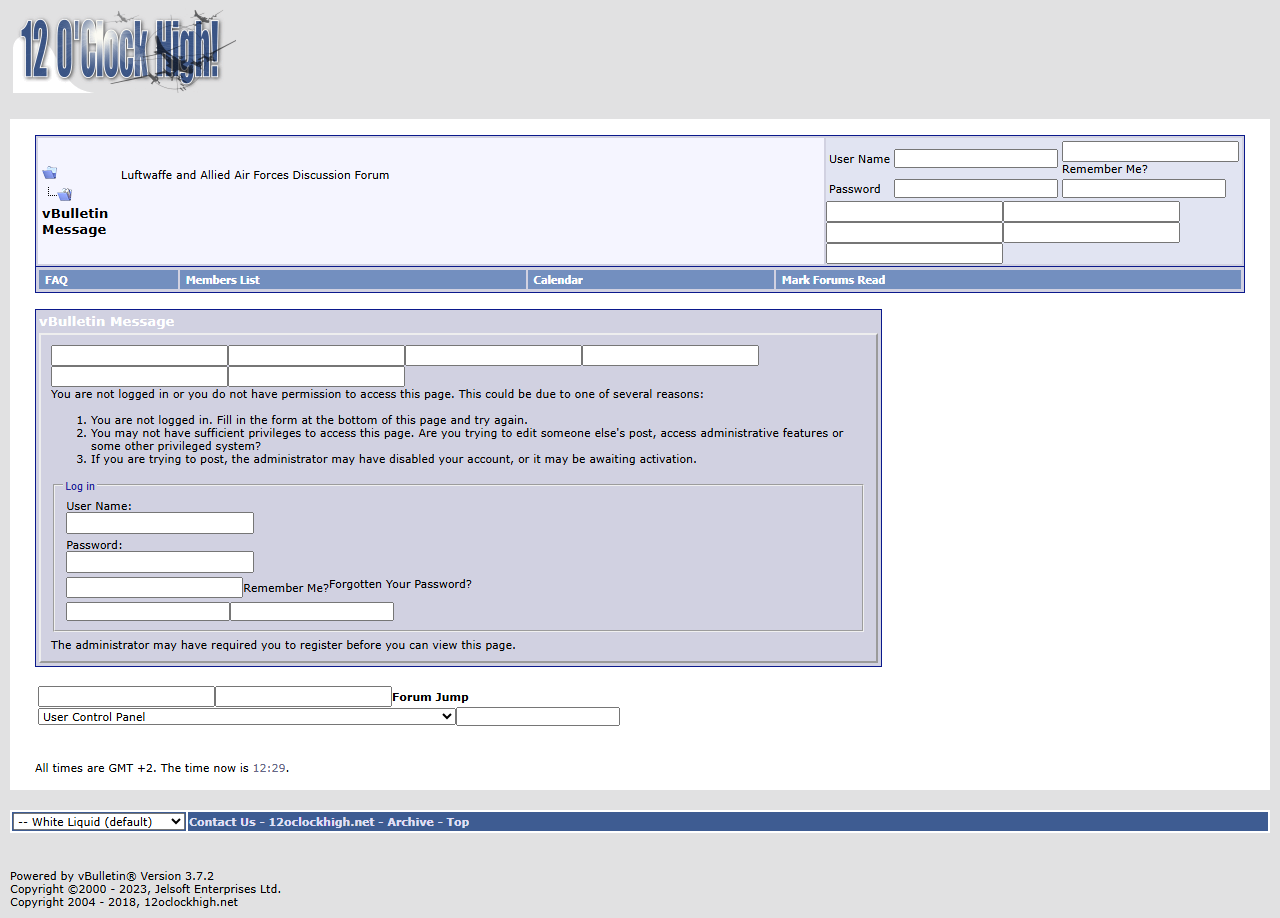 12 O'Clock High!
Luftwaffe and Allied Air Forces Discussion Forum
vBulletin
Message
User Name
Remember Me?
Password
FAQ
Members List
Calendar
Mark Forums Read
vBulletin Message
You are not logged in or you do not have permission to access this page. This could be due to one of several reasons:
1. You are not logged in. Fill in the form at the bottom of this page and try again.
2. You may not have sufficient privileges to access this page. Are you trying to edit someone else's post, access administrative features or
some other privileged system?
3. If you are trying to post, the administrator may have disabled your account, or it may be awaiting activation.
Log in
User Name:
Password:
Remember Me?Forgotten Your Password?
The administrator may have required you to register before you can view this page.
Forum Jump
User Control Panel
All times are GMT +2. The time now is 12:29.
-- White Liquid (default)
Contact Us - 12oclockhigh.net - Archive - Top
Powered by vBulletin® Version 3.7.2
Copyright ©2000 - 2023, Jelsoft Enterprises Ltd.
Copyright 2004 - 2018, 12oclockhigh.net